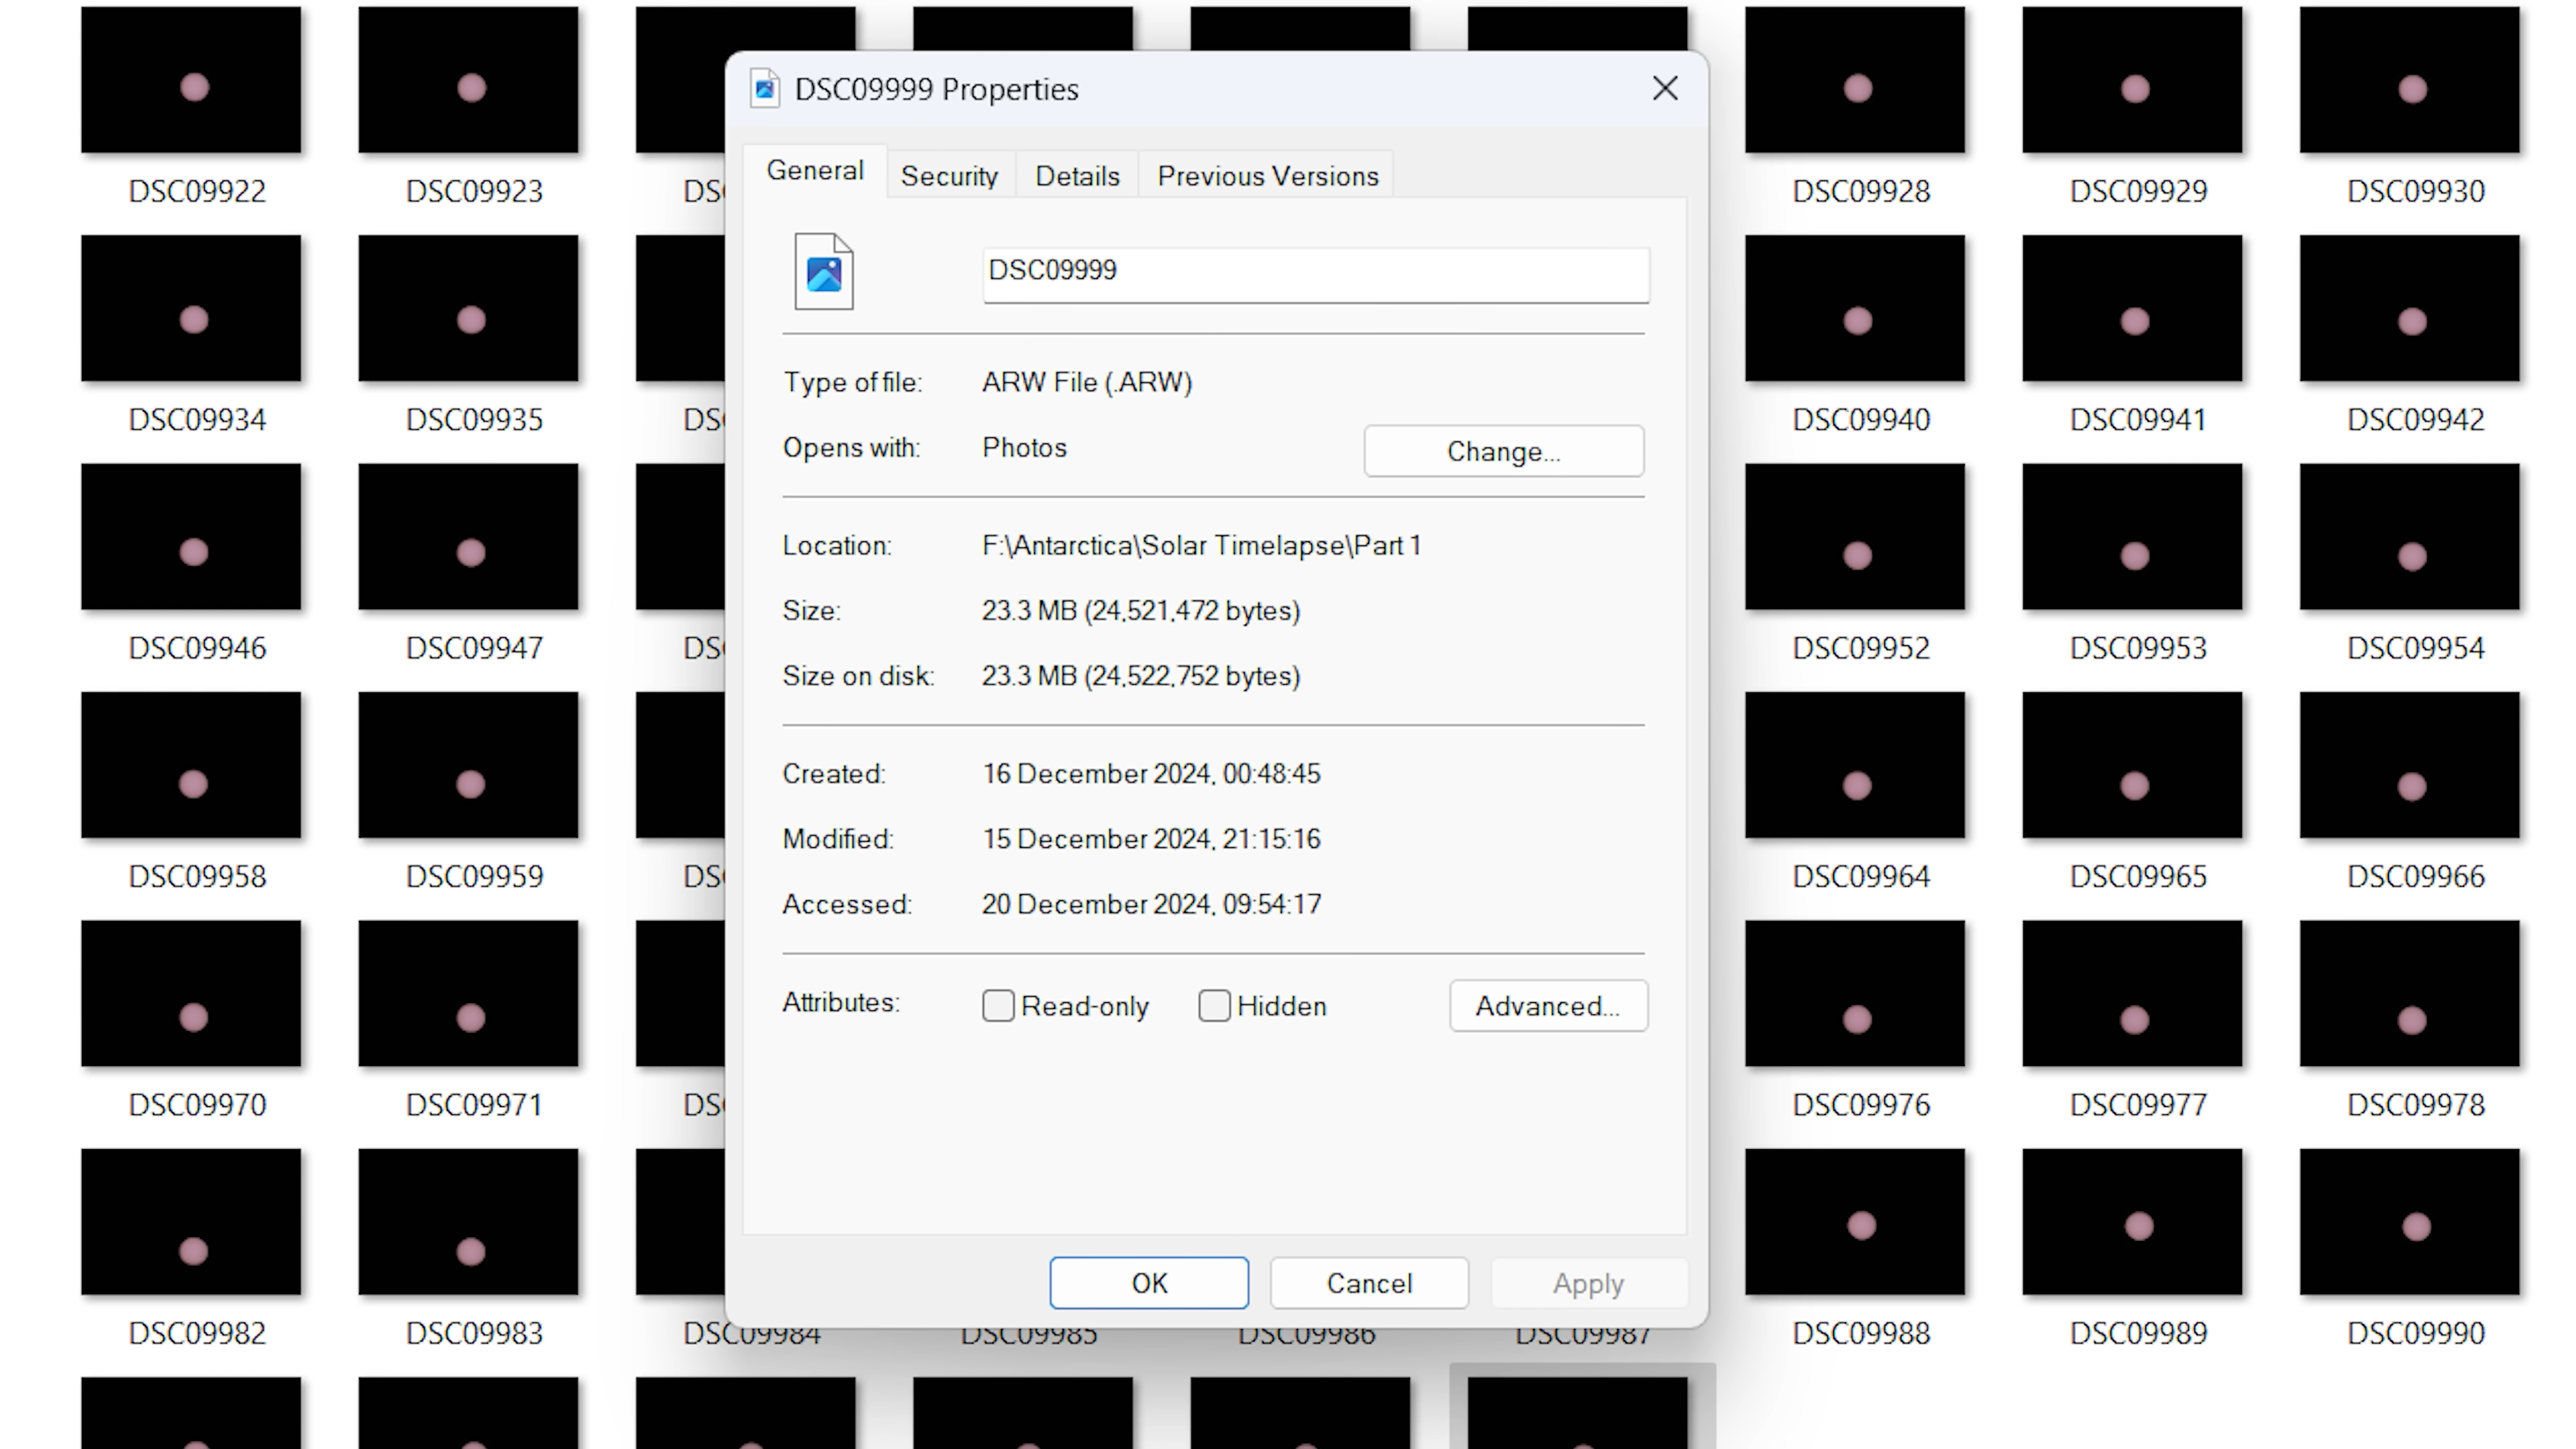 DSC09999 Properties
General Security Details Previous Versions
DSC09999
Type of file: ARW File (.ARW)
Opens with: Photos Change...
Location: F:\Antarctica\Solar Timelapse\Part 1
Size: 23.3 MB (24,521,472 bytes)
Size on disk: 23.3 MB (24,522,752 bytes)
Created: 16 December 2024, 00:48:45
Modified: 15 December 2024, 21:15:16
Accessed: 20 December 2024, 09:54:17
Attributes: Read-only Hidden Advanced...
OK Cancel Apply
DSC09922 DSC09923 DSC09928 DSC09929 DSC09930
DSC09934 DSC09935 DSC09940 DSC09941 DSC09942
DSC09946 DSC09947 DSC09952 DSC09953 DSC09954
DSC09958 DSC09959 DSC09964 DSC09965 DSC09966
DSC09970 DSC09971 DSC09976 DSC09977 DSC09978
DSC09982 DSC09983 DSC09984 DSC09985 DSC09986 DSC09987 DSC09988 DSC09989 DSC09990